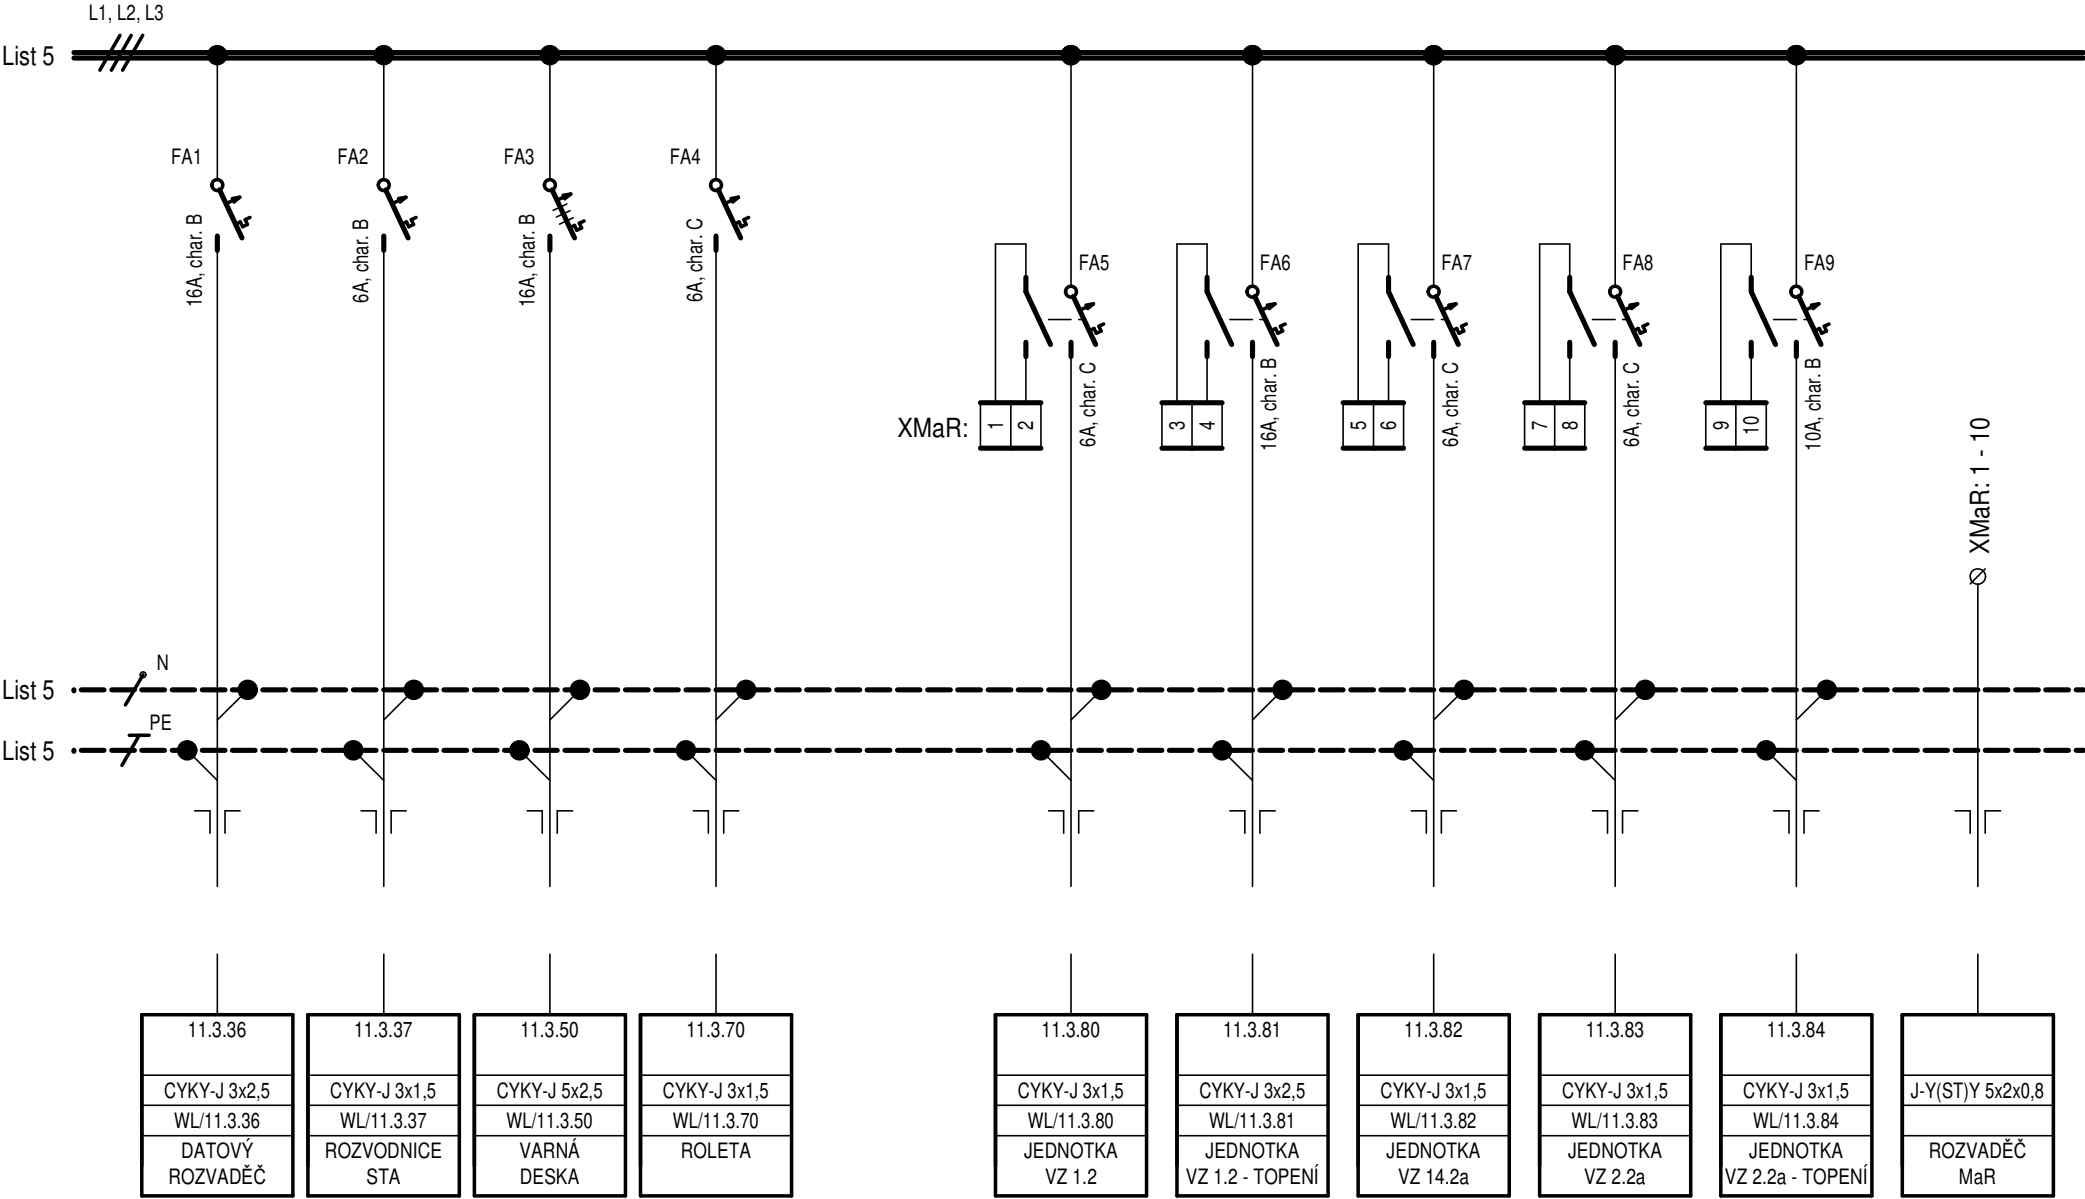 L1, L2, L3
List 5
FA1
FA2
FA3
FA4
16A, char. B
6A, char. B
16A, char. B
6A, char. C
FA5
FA6
FA7
FA8
FA9
XMaR:
1
2
6A, char. C
3
4
16A, char. B
5
6
6A, char. C
7
8
6A, char. C
9
10
10A, char. B
XMaR: 1 - 10
N
List 5
PE
List 5
11.3.36
CYKY-J 3x2,5
WL/11.3.36
DATOVÝ
ROZVADĚČ
11.3.37
CYKY-J 3x1,5
WL/11.3.37
ROZVODNICE
STA
11.3.50
CYKY-J 5x2,5
WL/11.3.50
VARNÁ
DESKA
11.3.70
CYKY-J 3x1,5
WL/11.3.70
ROLETA
11.3.80
CYKY-J 3x1,5
WL/11.3.80
JEDNOTKA
VZ 1.2
11.3.81
CYKY-J 3x2,5
WL/11.3.81
JEDNOTKA
VZ 1.2 - TOPENÍ
11.3.82
CYKY-J 3x1,5
WL/11.3.82
JEDNOTKA
VZ 14.2a
11.3.83
CYKY-J 3x1,5
WL/11.3.83
JEDNOTKA
VZ 2.2a
11.3.84
CYKY-J 3x1,5
WL/11.3.84
JEDNOTKA
VZ 2.2a - TOPENÍ
J-Y(ST)Y 5x2x0,8
ROZVADĚČ
MaR